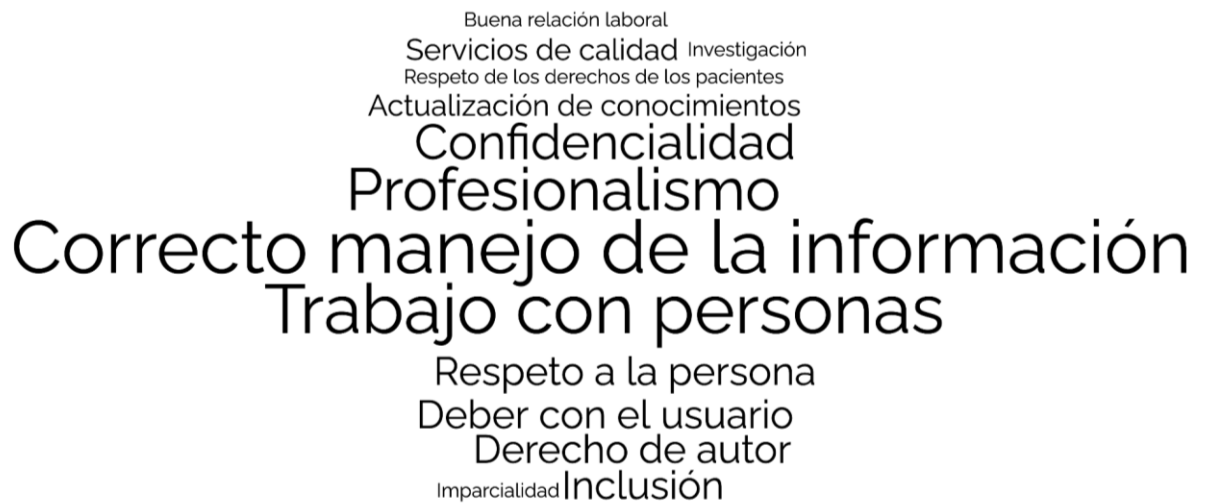 Buena relación laboral
Servicios de calidad Investigación
Respeto de los derechos de los pacientes
Actualización de conocimientos
Confidencialidad
Profesionalismo
Correcto manejo de la información
Trabajo con personas
Respeto a la persona
Deber con el usuario
Derecho de autor
Imparcialidad Inclusión